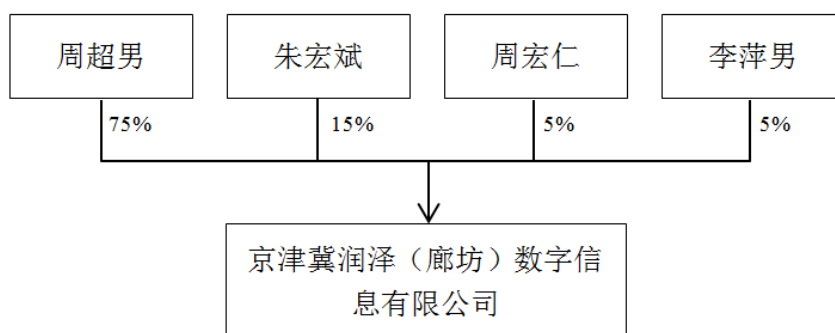 周超男
朱宏斌
周宏仁
李萍男
75%
15%
5%
5%
京津冀润泽（廊坊）数字信
息有限公司